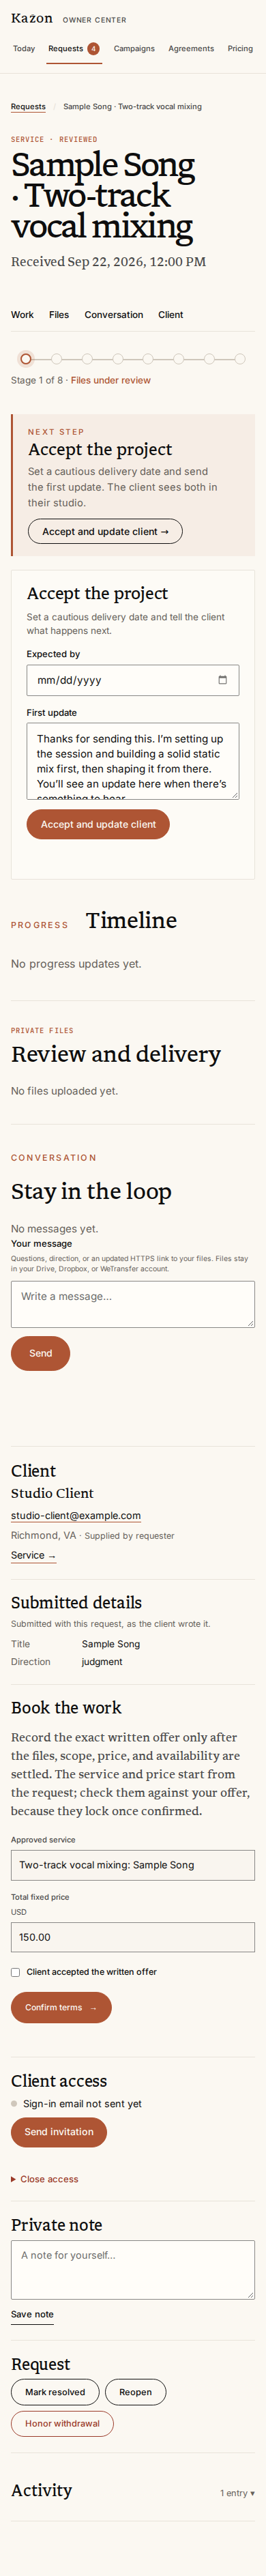 Kazon OWNER CENTER
Today Requests 4 Campaigns Agreements Pricing
Requests / Sample Song · Two-track vocal mixing
SERVICE · REVIEWED
Sample Song
· Two-track
vocal mixing
Received Sep 22, 2026, 12:00 PM
Work Files Conversation Client
Stage 1 of 8 · Files under review
NEXT STEP
Accept the project
Set a cautious delivery date and send
the first update. The client sees both in
their studio.
Accept and update client →
Accept the project
Set a cautious delivery date and tell the client
what happens next.
Expected by
mm/dd/yyyy
First update
Thanks for sending this. I’m setting up
the session and building a solid static
mix first, then shaping it from there.
You’ll see an update here when there’s
something to hear.
Accept and update client
PROGRESS Timeline
No progress updates yet.
PRIVATE FILES
Review and delivery
No files uploaded yet.
CONVERSATION
Stay in the loop
No messages yet.
Your message
Questions, direction, or an updated HTTPS link to your files. Files stay
in your Drive, Dropbox, or WeTransfer account.
Write a message...
Send
Client
Studio Client
studio-client@example.com
Richmond, VA · Supplied by requester
Service →
Submitted details
Submitted with this request, as the client wrote it.
Title Sample Song
Direction judgment
Book the work
Record the exact written offer only after
the files, scope, price, and availability are
settled. The service and price start from
the request; check them against your offer,
because they lock once confirmed.
Approved service
Two-track vocal mixing: Sample Song
Total fixed price
USD
150.00
Client accepted the written offer
Confirm terms →
Client access
Sign-in email not sent yet
Send invitation
▶ Close access
Private note
A note for yourself...
Save note
Request
Mark resolved Reopen
Honor withdrawal
Activity 1 entry ▾